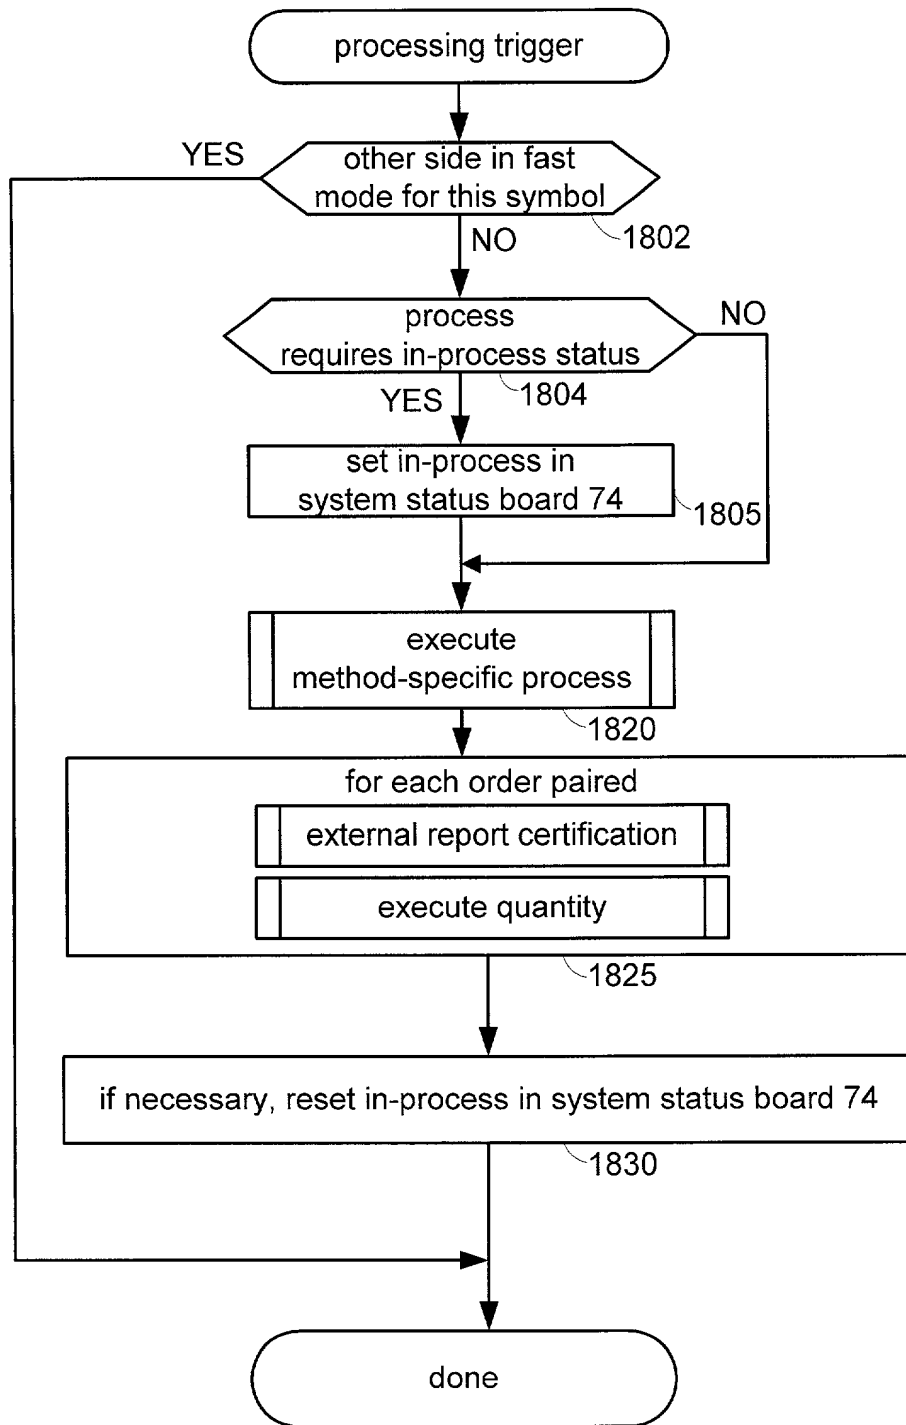 processing trigger
YES
other side in fast
mode for this symbol
1802
NO
process
requires in-process status
NO
1804
YES
set in-process in
system status board 74
1805
execute
method-specific process
1820
for each order paired
external report certification
execute quantity
1825
if necessary, reset in-process in system status board 74
1830
done